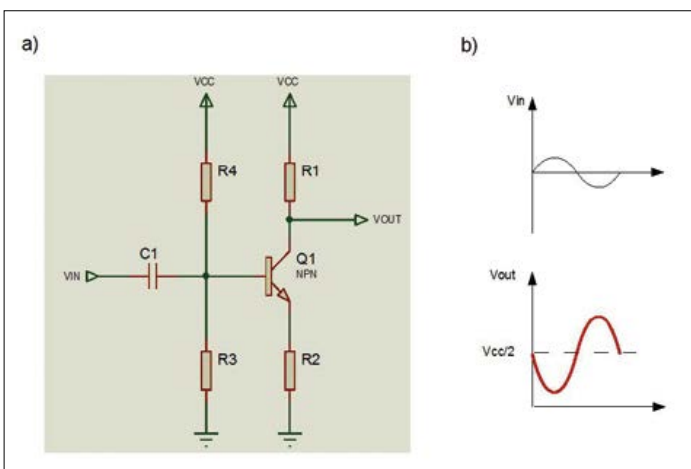 a)
b)
VCC
VCC
R4
R1
VOUT
C1
VIN
Q1
NPN
R3
R2
Vin
Vout
Vcc/2